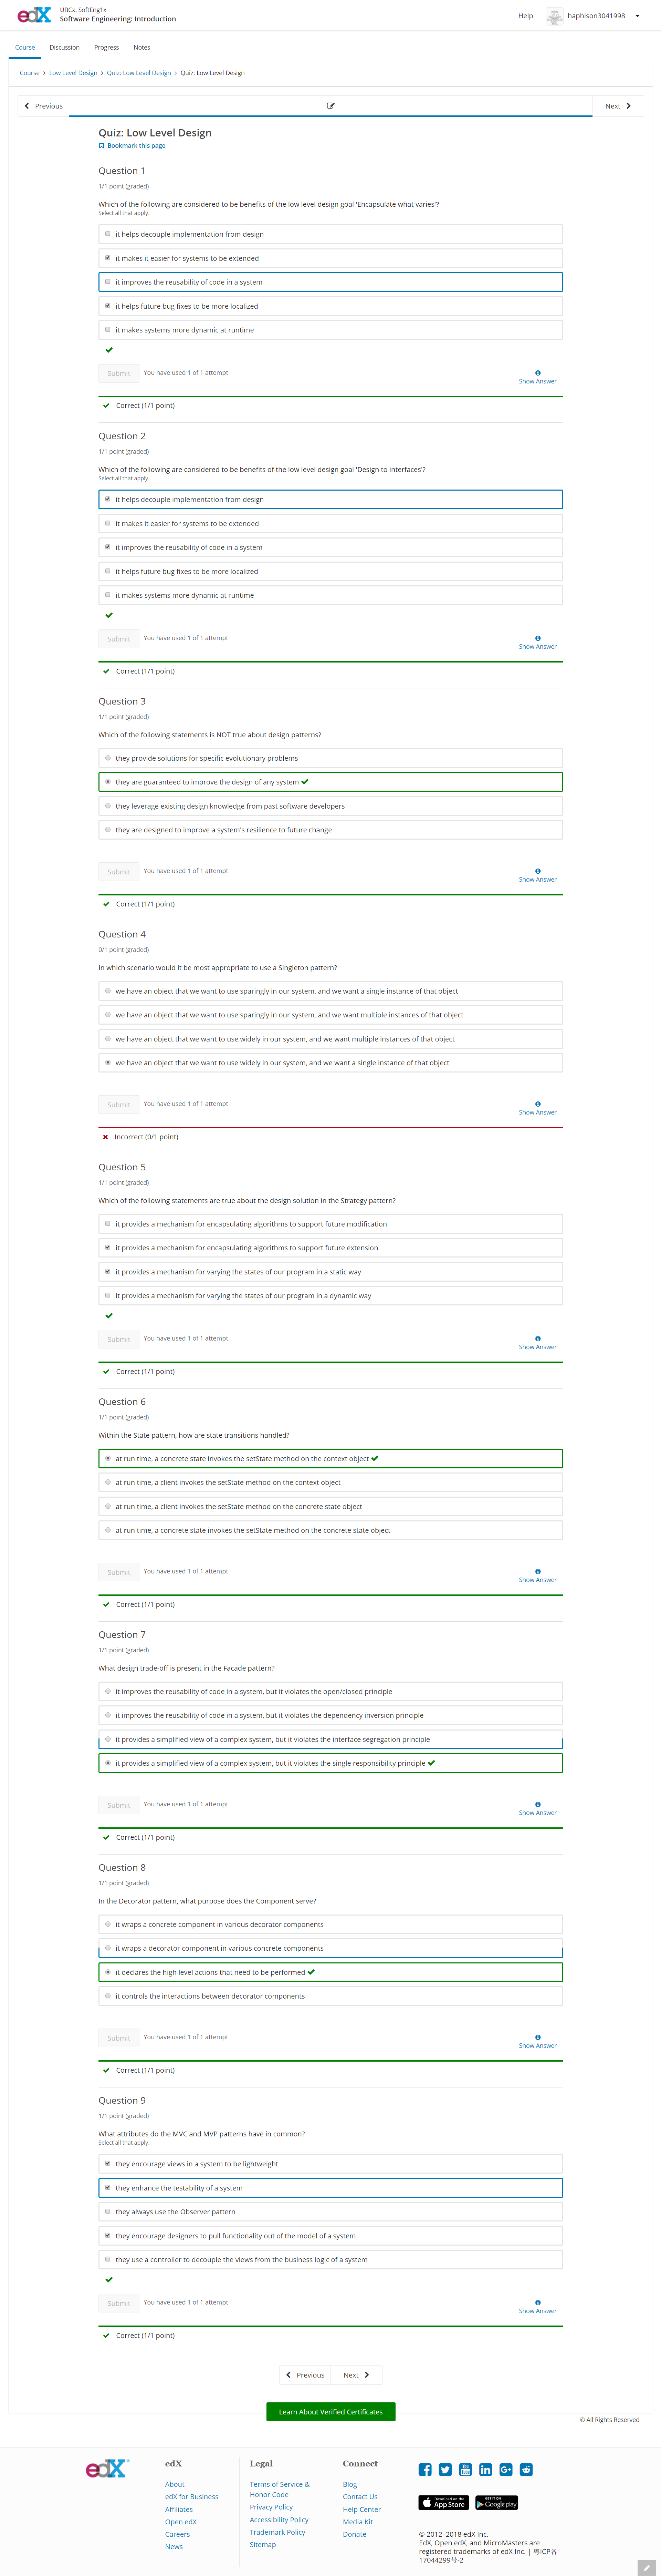 edX
UBCx: SoftEng1x
Software Engineering: Introduction
Help
haphison3041998
Course
Discussion
Progress
Notes
Course › Low Level Design › Quiz: Low Level Design › Quiz: Low Level Design
Previous
Next
Quiz: Low Level Design
Bookmark this page
Question 1
1/1 point (graded)
Which of the following are considered to be benefits of the low level design goal 'Encapsulate what varies'?
Select all that apply.
it helps decouple implementation from design
it makes it easier for systems to be extended
it improves the reusability of code in a system
it helps future bug fixes to be more localized
it makes systems more dynamic at runtime
Submit
You have used 1 of 1 attempt
Show Answer
Correct (1/1 point)
Question 2
1/1 point (graded)
Which of the following are considered to be benefits of the low level design goal 'Design to interfaces'?
Select all that apply.
it helps decouple implementation from design
it makes it easier for systems to be extended
it improves the reusability of code in a system
it helps future bug fixes to be more localized
it makes systems more dynamic at runtime
Submit
You have used 1 of 1 attempt
Show Answer
Correct (1/1 point)
Question 3
1/1 point (graded)
Which of the following statements is NOT true about design patterns?
they provide solutions for specific evolutionary problems
they are guaranteed to improve the design of any system
they leverage existing design knowledge from past software developers
they are designed to improve a system's resilience to future change
Submit
You have used 1 of 1 attempt
Show Answer
Correct (1/1 point)
Question 4
0/1 point (graded)
In which scenario would it be most appropriate to use a Singleton pattern?
we have an object that we want to use sparingly in our system, and we want a single instance of that object
we have an object that we want to use sparingly in our system, and we want multiple instances of that object
we have an object that we want to use widely in our system, and we want multiple instances of that object
we have an object that we want to use widely in our system, and we want a single instance of that object
Submit
You have used 1 of 1 attempt
Show Answer
Incorrect (0/1 point)
Question 5
1/1 point (graded)
Which of the following statements are true about the design solution in the Strategy pattern?
it provides a mechanism for encapsulating algorithms to support future modification
it provides a mechanism for encapsulating algorithms to support future extension
it provides a mechanism for varying the states of our program in a static way
it provides a mechanism for varying the states of our program in a dynamic way
Submit
You have used 1 of 1 attempt
Show Answer
Correct (1/1 point)
Question 6
1/1 point (graded)
Within the State pattern, how are state transitions handled?
at run time, a concrete state invokes the setState method on the context object
at run time, a client invokes the setState method on the context object
at run time, a client invokes the setState method on the concrete state object
at run time, a concrete state invokes the setState method on the concrete state object
Submit
You have used 1 of 1 attempt
Show Answer
Correct (1/1 point)
Question 7
1/1 point (graded)
What design trade-off is present in the Facade pattern?
it improves the reusability of code in a system, but it violates the open/closed principle
it improves the reusability of code in a system, but it violates the dependency inversion principle
it provides a simplified view of a complex system, but it violates the interface segregation principle
it provides a simplified view of a complex system, but it violates the single responsibility principle
Submit
You have used 1 of 1 attempt
Show Answer
Correct (1/1 point)
Question 8
1/1 point (graded)
In the Decorator pattern, what purpose does the Component serve?
it wraps a concrete component in various decorator components
it wraps a decorator component in various concrete components
it declares the high level actions that need to be performed
it controls the interactions between decorator components
Submit
You have used 1 of 1 attempt
Show Answer
Correct (1/1 point)
Question 9
1/1 point (graded)
What attributes do the MVC and MVP patterns have in common?
Select all that apply.
they encourage views in a system to be lightweight
they enhance the testability of a system
they always use the Observer pattern
they encourage designers to pull functionality out of the model of a system
they use a controller to decouple the views from the business logic of a system
Submit
You have used 1 of 1 attempt
Show Answer
Correct (1/1 point)
Previous
Next
Learn About Verified Certificates
© All Rights Reserved
edX
edX
About
edX for Business
Affiliates
Open edX
Careers
News
Legal
Terms of Service &
Honor Code
Privacy Policy
Accessibility Policy
Trademark Policy
Sitemap
Connect
Blog
Contact Us
Help Center
Media Kit
Donate
Download on the
App Store
GET IT ON
Google play
© 2012–2018 edX Inc.
EdX, Open edX, and MicroMasters are
registered trademarks of edX Inc. | 粤ICP备
17044299号-2